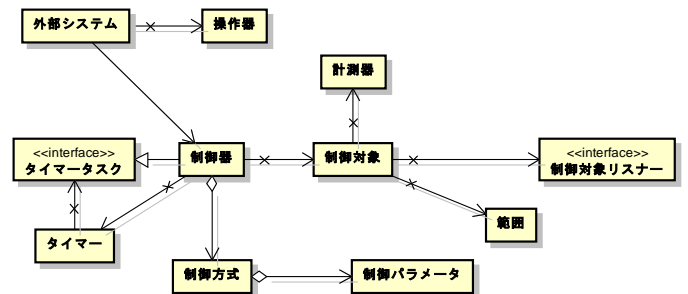 外部システム
操作器
計測器
<<interface>>
タイマータスク
制御器
制御対象
<<interface>>
制御対象リスナー
タイマー
範囲
制御方式
制御パラメータ